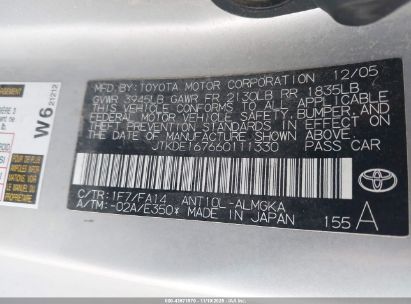 MFD. BY: TOYOTA MOTOR CORPORATION 12/05
GVWR 3945LB GAWR FR 2130LB RR 1835LB
THIS VEHICLE CONFORMS TO ALL APPLICABLE
FEDERAL MOTOR VEHICLE SAFETY, BUMPER, AND
THEFT PREVENTION STANDARDS IN EFFECT ON
THE DATE OF MANUFACTURE SHOWN ABOVE.
JTKDE167660111330 PASS CAR
C/TR: 1F7/FA14 ANT10L-ALMGKA
A/TM: -02A/E350* MADE IN JAPAN
TOYOTA
155 A
W6 21212